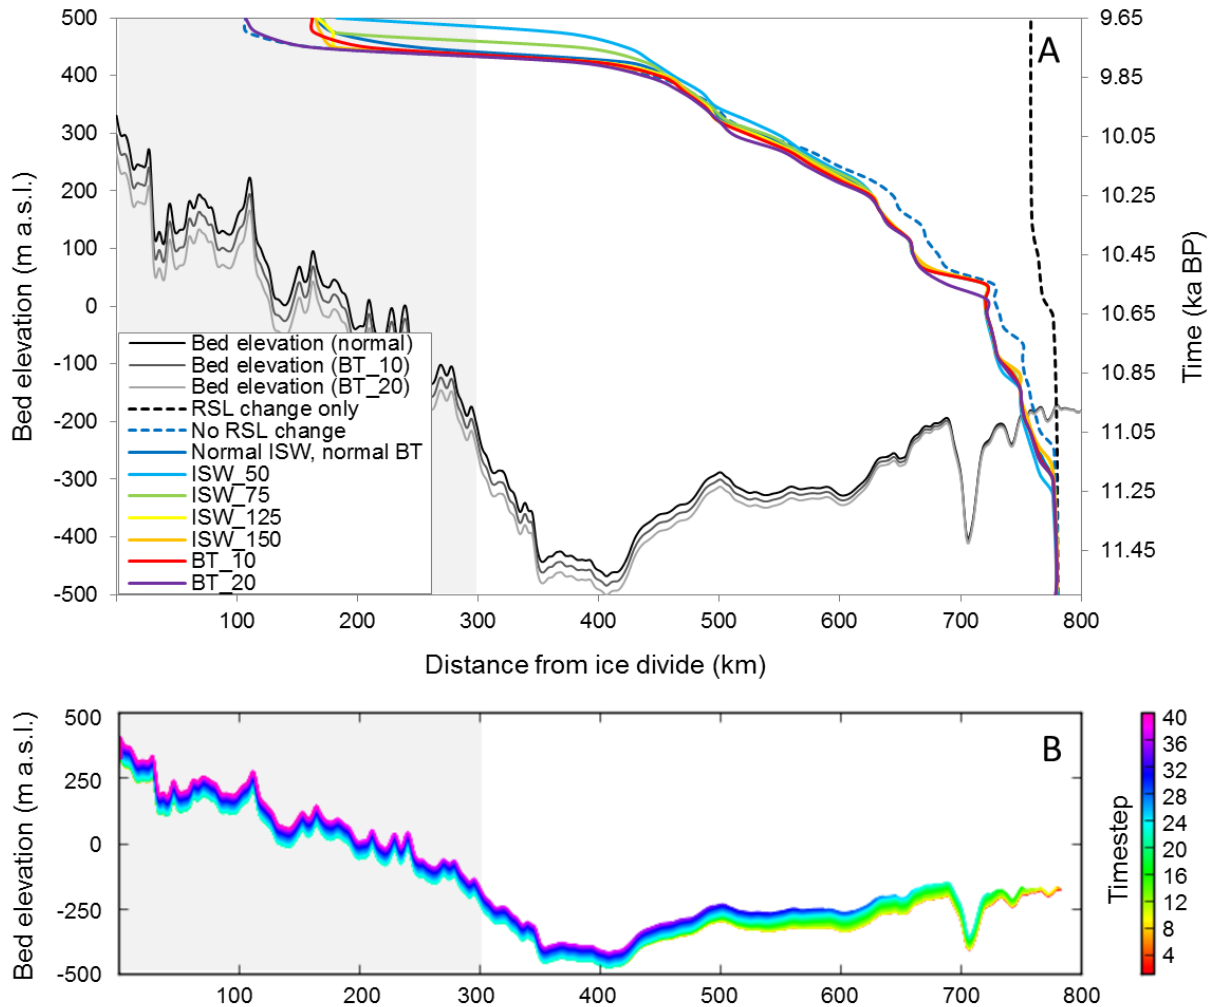 A
Bed elevation (m a.s.l.)
500
400
300
200
100
0
-100
-200
-300
-400
-500
9.65
9.85
10.05
10.25
10.45
10.65
10.85
11.05
11.25
11.45
Time (ka BP)
Bed elevation (normal)
Bed elevation (BT_10)
Bed elevation (BT_20)
RSL change only
No RSL change
Normal ISW, normal BT
ISW_50
ISW_75
ISW_125
ISW_150
BT_10
BT_20
100 200 300 400 500 600 700 800
Distance from ice divide (km)
B
Bed elevation (m a.s.l.)
500
250
0
-250
-500
100 200 300 400 500 600 700 800
Timestep
40
36
32
28
24
20
16
12
8
4